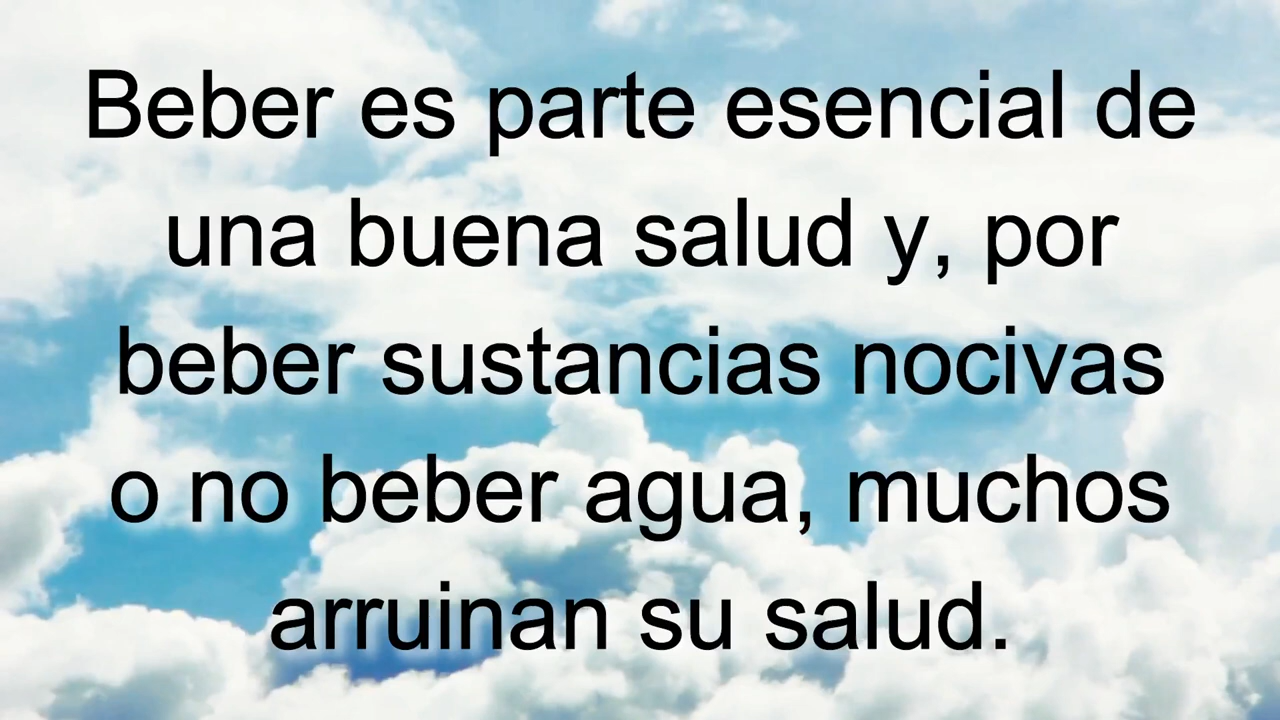 Beber es parte esencial de
una buena salud y, por
beber sustancias nocivas
o no beber agua, muchos
arruinan su salud.